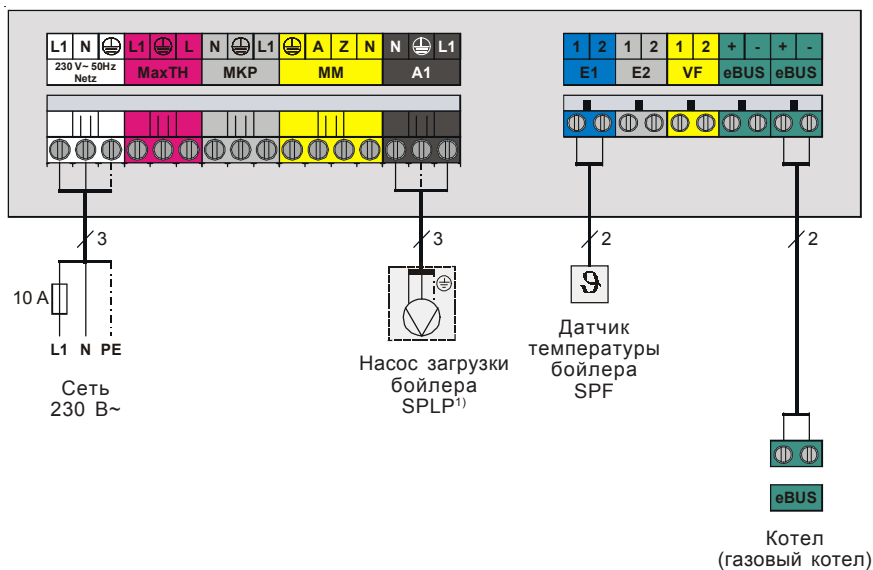 L1 N L1 L N L1 A Z N N L1
230 V~ 50Hz
Netz
MaxTH MKP MM A1
1 2 1 2 1 2 + - + -
E1 E2 VF eBUS eBUS
3 3 2 2
10 A
L1 N PE
Сеть
230 В~
Насос загрузки
бойлера
SPLP1)
ϑ
Датчик
температуры
бойлера
SPF
eBUS
Котел
(газовый котел)